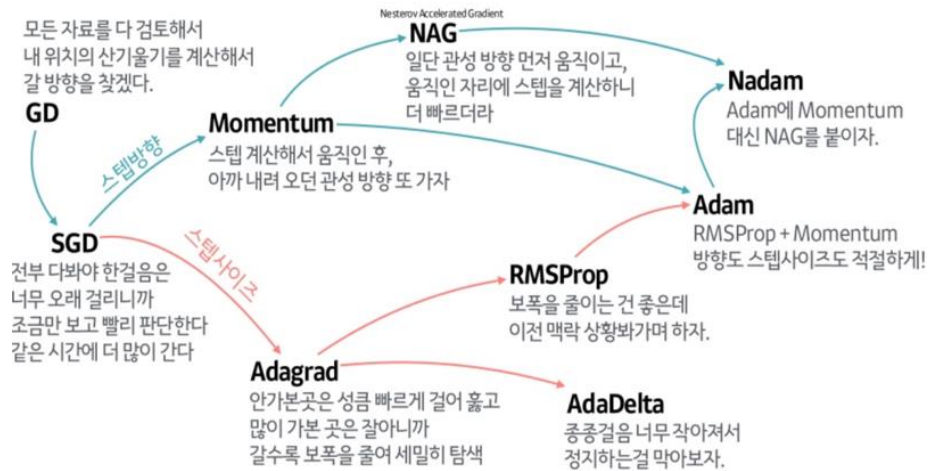 모든 자료를 다 검토해서
내 위치의 산기울기를 계산해서
갈 방향을 찾겠다.
GD
스텝방향
SGD
전부 다봐야 한걸음은
너무 오래 걸리니까
조금만 보고 빨리 판단한다
같은 시간에 더 많이 간다
Momentum
스텝 계산해서 움직인 후,
아까 내려 오던 관성 방향 또 가자
Nesterov Accelerated Gradient
NAG
일단 관성 방향 먼저 움직이고,
움직인 자리에 스텝을 계산하니
더 빠르더라
Nadam
Adam에 Momentum
대신 NAG를 붙이자.
Adam
RMSProp + Momentum
방향도 스텝사이즈도 적절하게!
스텝사이즈
RMSProp
보폭을 줄이는 건 좋은데
이전 맥락 상황봐가며 하자.
Adagrad
안가본곳은 성큼 빠르게 걸어 훓고
많이 가본 곳은 잘아니까
갈수록 보폭을 줄여 세밀히 탐색
AdaDelta
종종걸음 너무 작아져서
정지하는걸 막아보자.